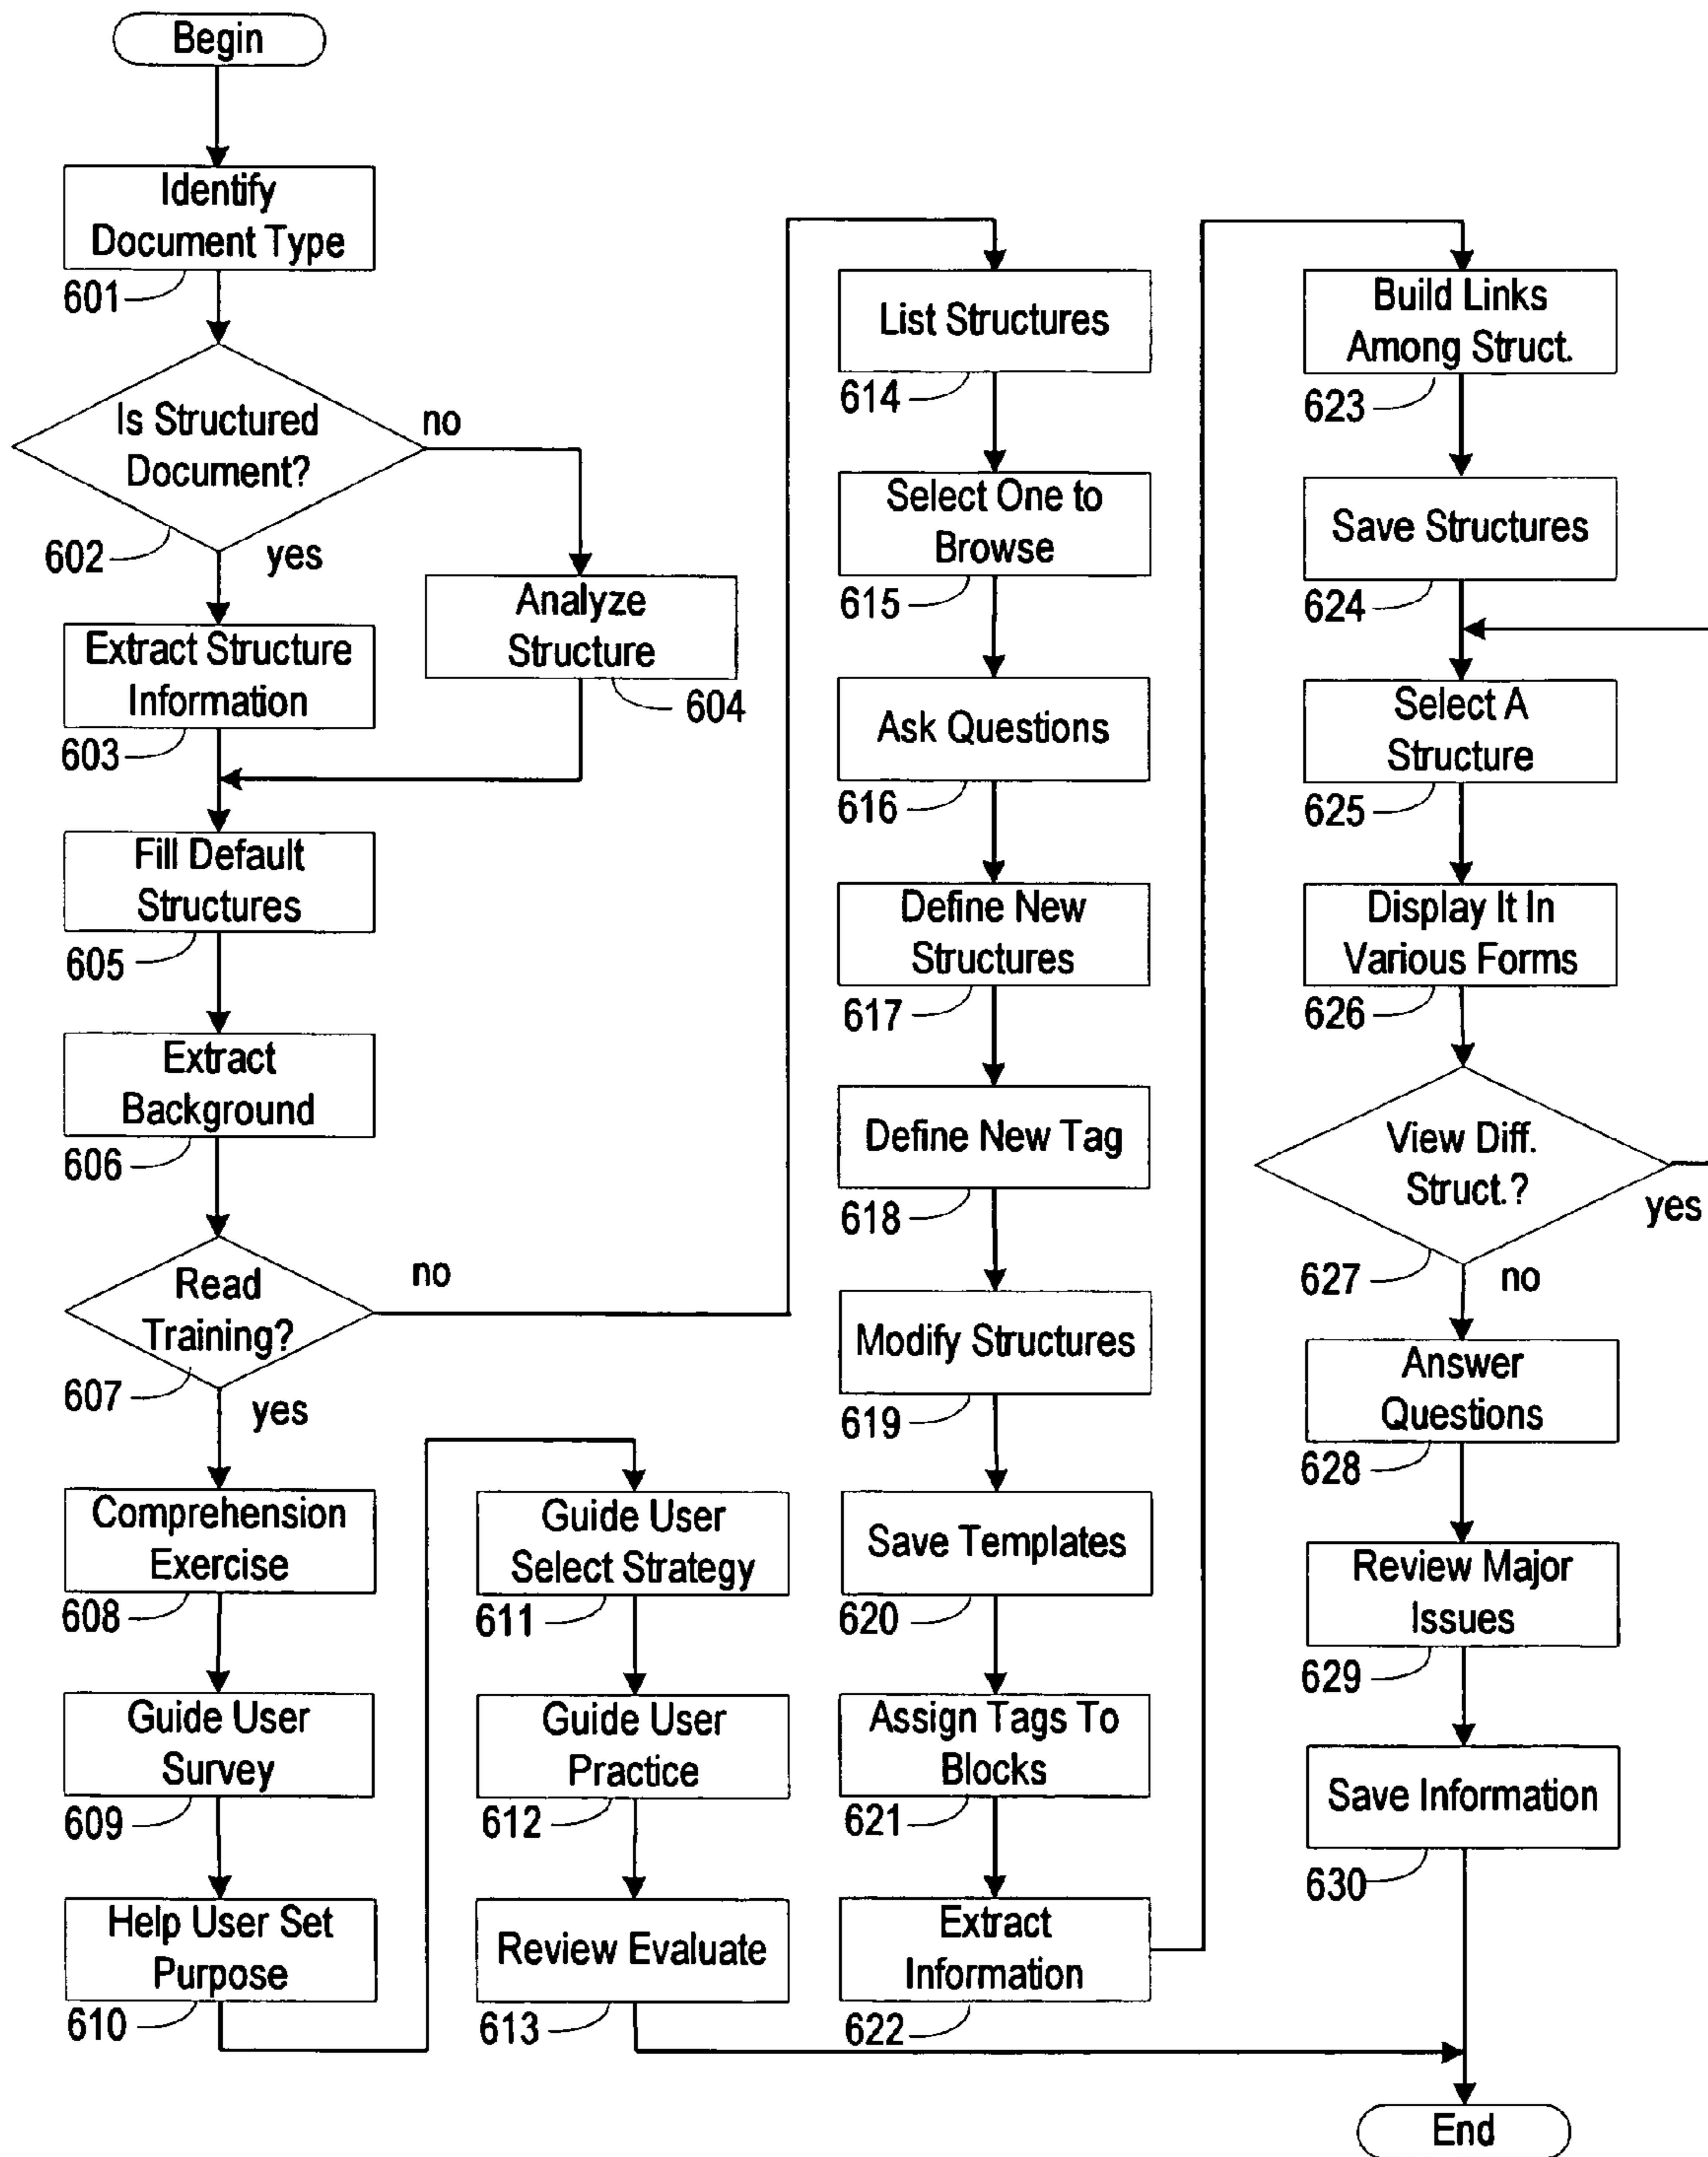 Begin
Identify
Document Type
601
Is Structured
Document?
no
602
yes
Extract Structure
Information
603
Analyze
Structure
604
Fill Default
Structures
605
Extract
Background
606
Read
Training?
no
607
yes
Comprehension
Exercise
608
Guide User
Survey
609
Help User Set
Purpose
610
Guide User
Select Strategy
611
Guide User
Practice
612
Review Evaluate
613
List Structures
614
Select One to
Browse
615
Ask Questions
616
Define New
Structures
617
Define New Tag
618
Modify Structures
619
Save Templates
620
Assign Tags To
Blocks
621
Extract
Information
622
Build Links
Among Struct.
623
Save Structures
624
Select A
Structure
625
Display It In
Various Forms
626
View Diff.
Struct.?
yes
627
no
Answer
Questions
628
Review Major
Issues
629
Save Information
630
End